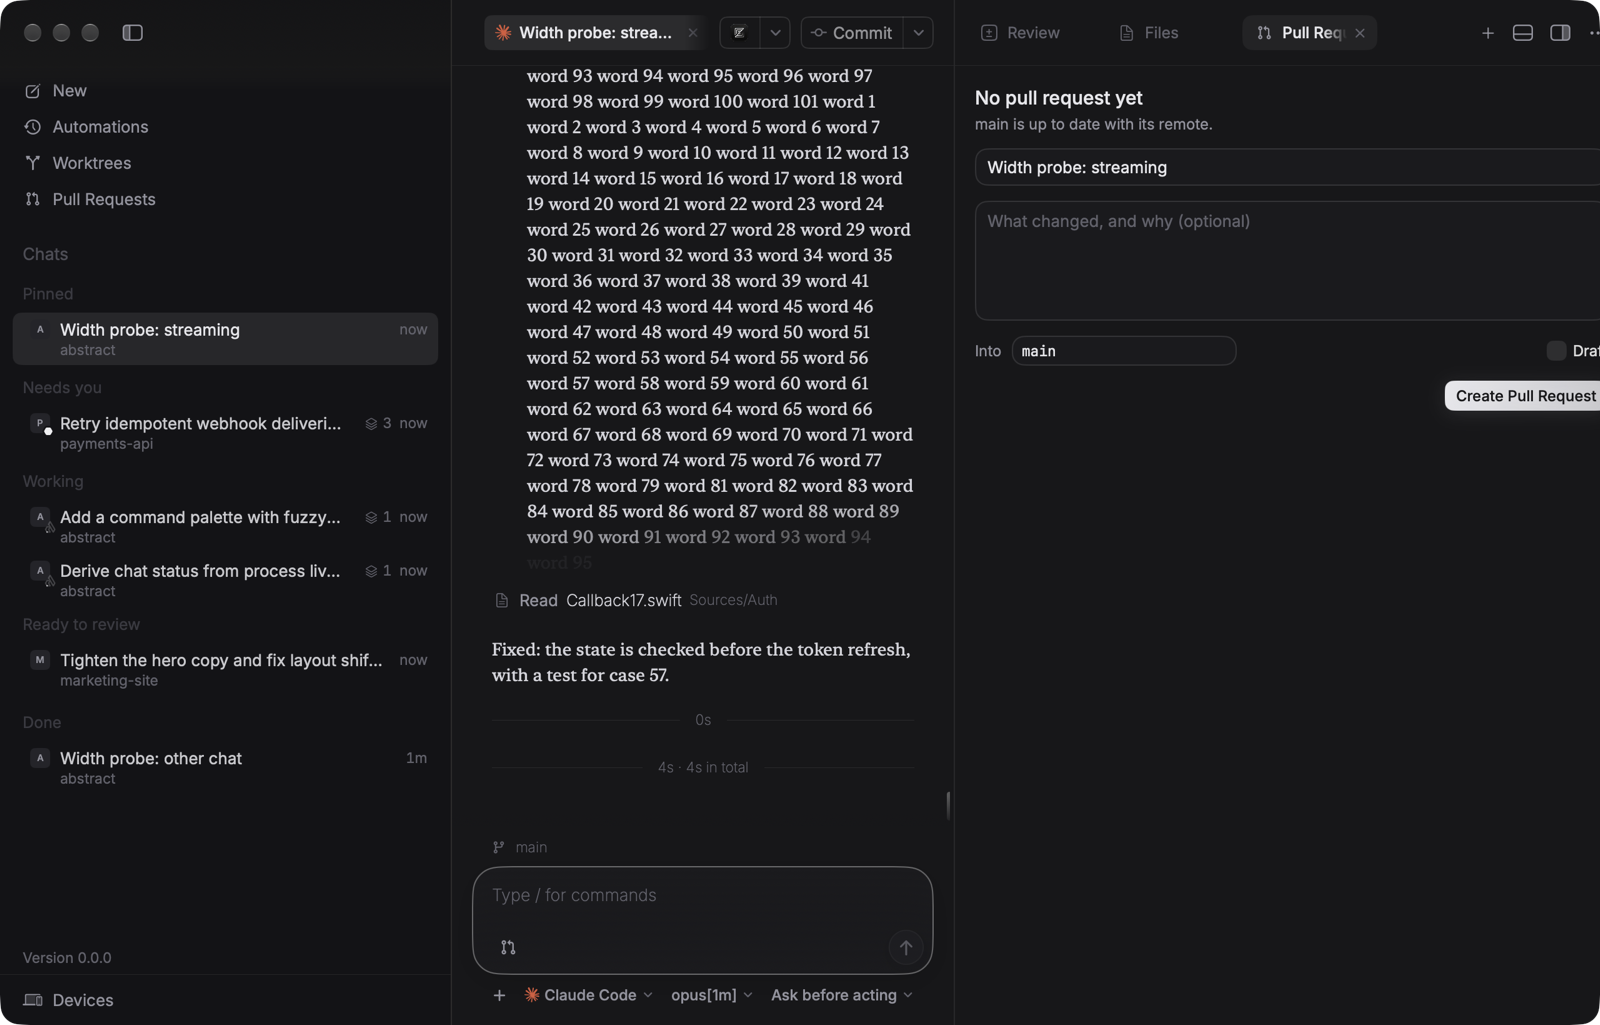 New
Automations
Worktrees
Pull Requests
Chats
Pinned
A Width probe: streaming now
abstract
Needs you
P Retry idempotent webhook deliveri... 3 now
payments-api
Working
A Add a command palette with fuzzy... 1 now
abstract
A Derive chat status from process liv... 1 now
abstract
Ready to review
M Tighten the hero copy and fix layout shif... now
marketing-site
Done
A Width probe: other chat 1m
abstract
Version 0.0.0
Devices
Width probe: strea...
Commit
word 93 word 94 word 95 word 96 word 97
word 98 word 99 word 100 word 101 word 1
word 2 word 3 word 4 word 5 word 6 word 7
word 8 word 9 word 10 word 11 word 12 word 13
word 14 word 15 word 16 word 17 word 18 word
19 word 20 word 21 word 22 word 23 word 24
word 25 word 26 word 27 word 28 word 29 word
30 word 31 word 32 word 33 word 34 word 35
word 36 word 37 word 38 word 39 word 41
word 42 word 43 word 44 word 45 word 46
word 47 word 48 word 49 word 50 word 51
word 52 word 53 word 54 word 55 word 56
word 57 word 58 word 59 word 60 word 61
word 62 word 63 word 64 word 65 word 66
word 67 word 68 word 69 word 70 word 71 word
72 word 73 word 74 word 75 word 76 word 77
word 78 word 79 word 81 word 82 word 83 word
84 word 85 word 86 word 87 word 88 word 89
word 90 word 91 word 92 word 93 word 94
word 95
Read Callback17.swift Sources/Auth
Fixed: the state is checked before the token refresh,
with a test for case 57.
0s
4s · 4s in total
main
Type / for commands
Claude Code opus[1m] Ask before acting
Review
Files
Pull Req
No pull request yet
main is up to date with its remote.
Width probe: streaming
What changed, and why (optional)
Into main Draf
Create Pull Request